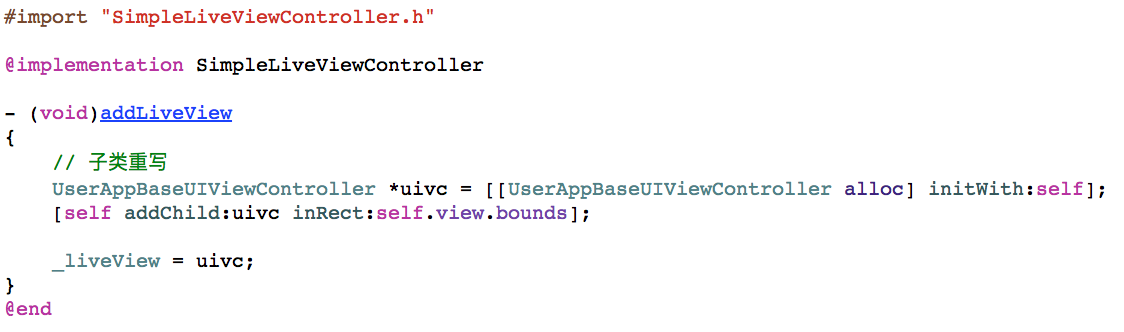 #import "SimpleLiveViewController.h"
@implementation SimpleLiveViewController
- (void)addLiveView
{
// 子类重写
UserAppBaseUIViewController *uivc = [[UserAppBaseUIViewController alloc] initWith:self];
[self addChild:uivc inRect:self.view.bounds];
_liveView = uivc;
}
@end